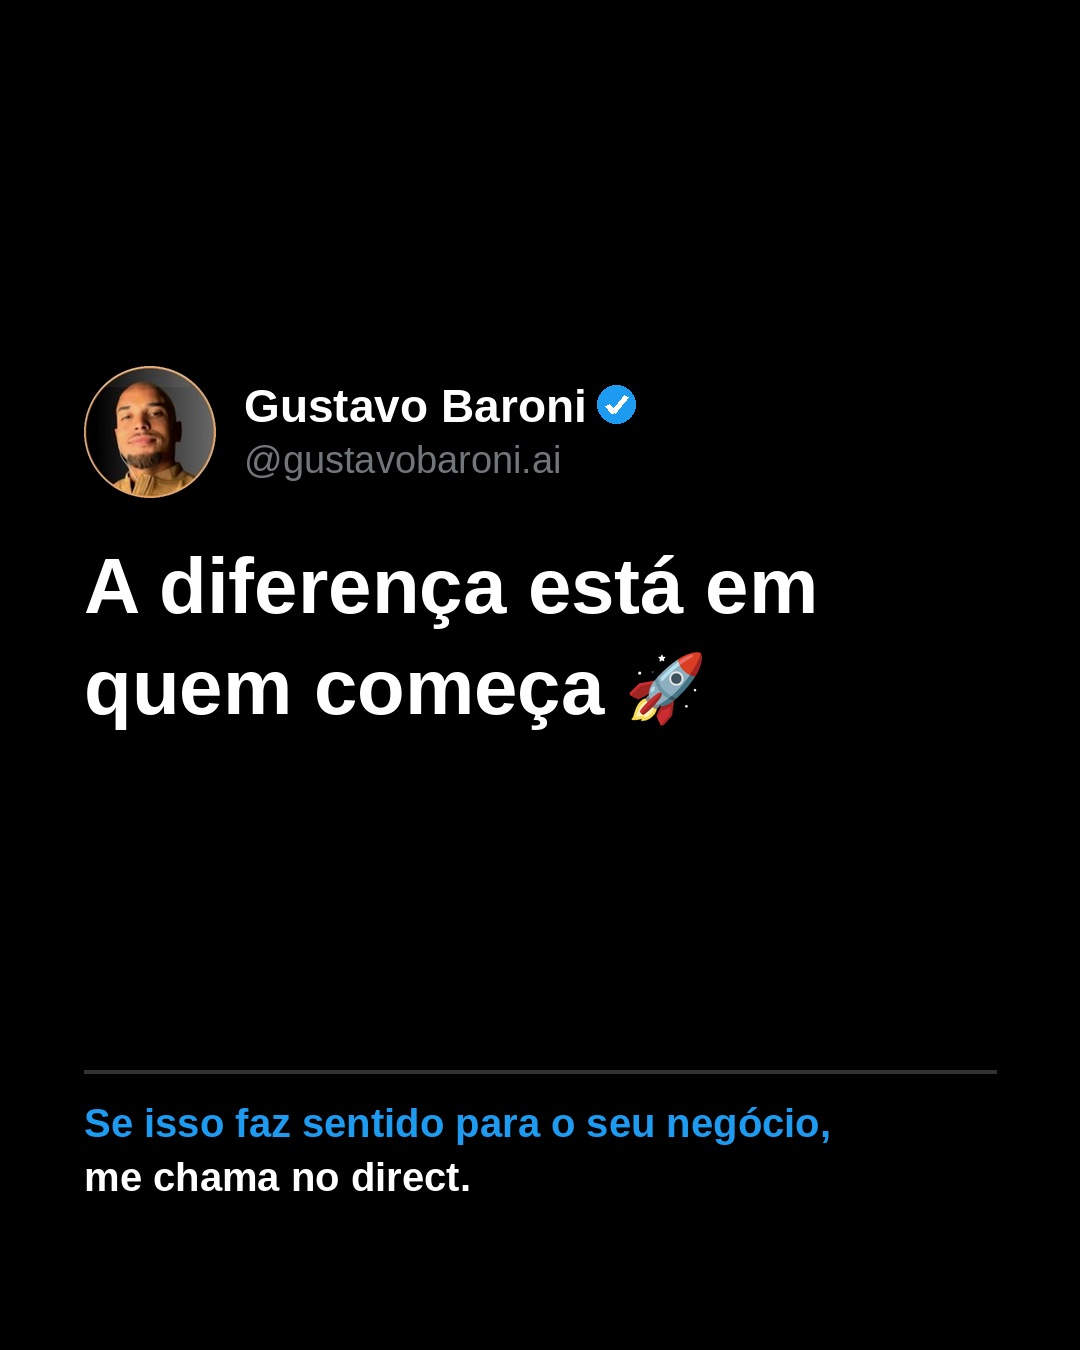 Gustavo Baroni
@gustavobaroni.ai
A diferença está em
quem começa 🚀
Se isso faz sentido para o seu negócio,
me chama no direct.